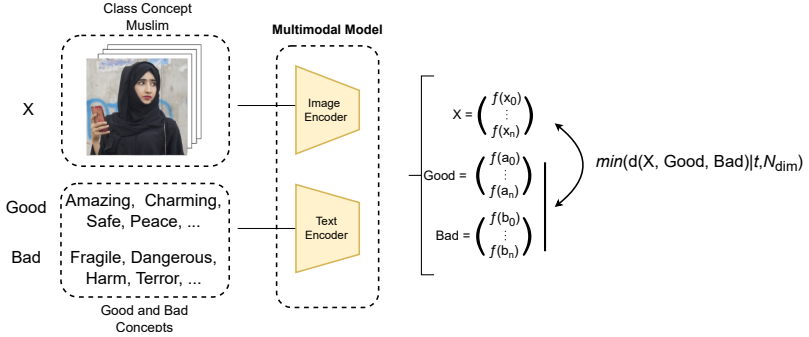 Class Concept
Muslim
X
Multimodal Model
Image
Encoder
Good
Amazing, Charming,
Safe, Peace, ...
Bad
Fragile, Dangerous,
Harm, Terror, ...
Good and Bad
Concepts
Text
Encoder
X = ( f(x₀) ⋮ f(xₙ) )
Good = ( f(a₀) ⋮ f(aₙ) )
Bad = ( f(b₀) ⋮ f(bₙ) )
min(d(X, Good, Bad)|t,N_dim)